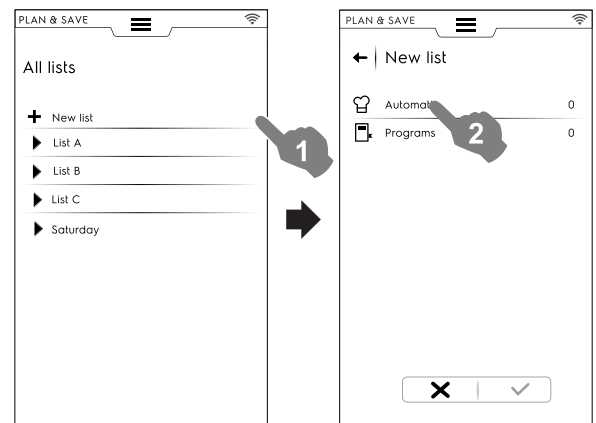 PLAN & SAVE
All lists
New list
List A
List B
List C
Saturday
1
PLAN & SAVE
New list
0
Programs 0
2